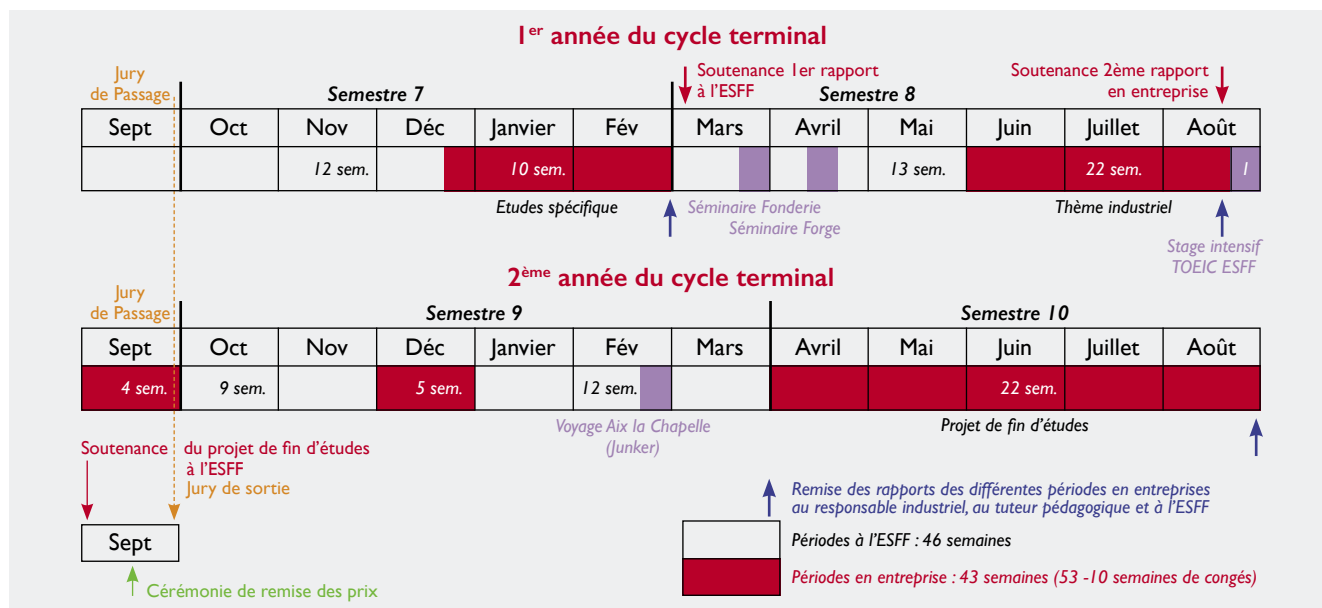 1er année du cycle terminal
Jury
de Passage
Semestre 7
Soutenance 1er rapport
à l'ESFF
Semestre 8
Soutenance 2ème rapport
en entreprise
Sept Oct Nov Déc Janvier Fév Mars Avril Mai Juin Juillet Août
12 sem. 10 sem. 13 sem. 22 sem. 1
Etudes spécifique
Séminaire Fonderie
Séminaire Forge
Thème industriel
Stage intensif
TOEIC ESFF
2ème année du cycle terminal
Jury
de Passage
Semestre 9
Semestre 10
Sept Oct Nov Déc Janvier Fév Mars Avril Mai Juin Juillet Août
4 sem. 9 sem. 5 sem. 12 sem. 22 sem.
Voyage Aix la Chapelle
(Junker)
Projet de fin d'études
Soutenance du projet de fin d'études
à l'ESFF
Jury de sortie
Sept
Cérémonie de remise des prix
Remise des rapports des différentes périodes en entreprises
au responsable industriel, au tuteur pédagogique et à l'ESFF
Périodes à l'ESFF : 46 semaines
Périodes en entreprise : 43 semaines (53 -10 semaines de congés)